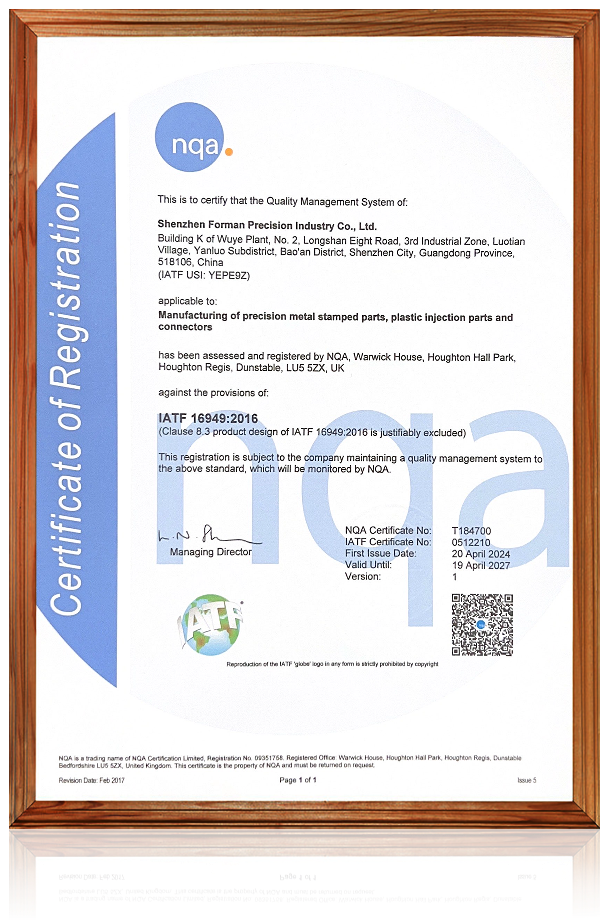 nqa.
Certificate of Registration
This is to certify that the Quality Management System of:
Shenzhen Forman Precision Industry Co., Ltd.
Building K of Wuye Plant, No. 2, Longshan Eight Road, 3rd Industrial Zone, Luotian
Village, Yanluo Subdistrict, Bao'an District, Shenzhen City, Guangdong Province,
518106, China
(IATF USI: YEPE9Z)
applicable to:
Manufacturing of precision metal stamped parts, plastic injection parts and
connectors
has been assessed and registered by NQA, Warwick House, Houghton Hall Park,
Houghton Regis, Dunstable, LU5 5ZX, UK
against the provisions of:
nqa
IATF 16949:2016
(Clause 8.3 product design of IATF 16949:2016 is justifiably excluded)
This registration is subject to the company maintaining a quality management system to
the above standard, which will be monitored by NQA.
Managing Director
NQA Certificate No: T184700
IATF Certificate No: 0512210
First Issue Date: 20 April 2024
Valid Until: 19 April 2027
Version: 1
IATF
Reproduction of the IATF 'globe' logo in any form is strictly prohibited by copyright
NQA is a trading name of NQA Certification Limited, Registration No. 09351758. Registered Office: Warwick House, Houghton Hall Park, Houghton Regis, Dunstable
Bedfordshire LU5 5ZX, United Kingdom. This certificate is the property of NQA and must be returned on request.
Revision Date: Feb 2017 Page 1 of 1 Issue 5